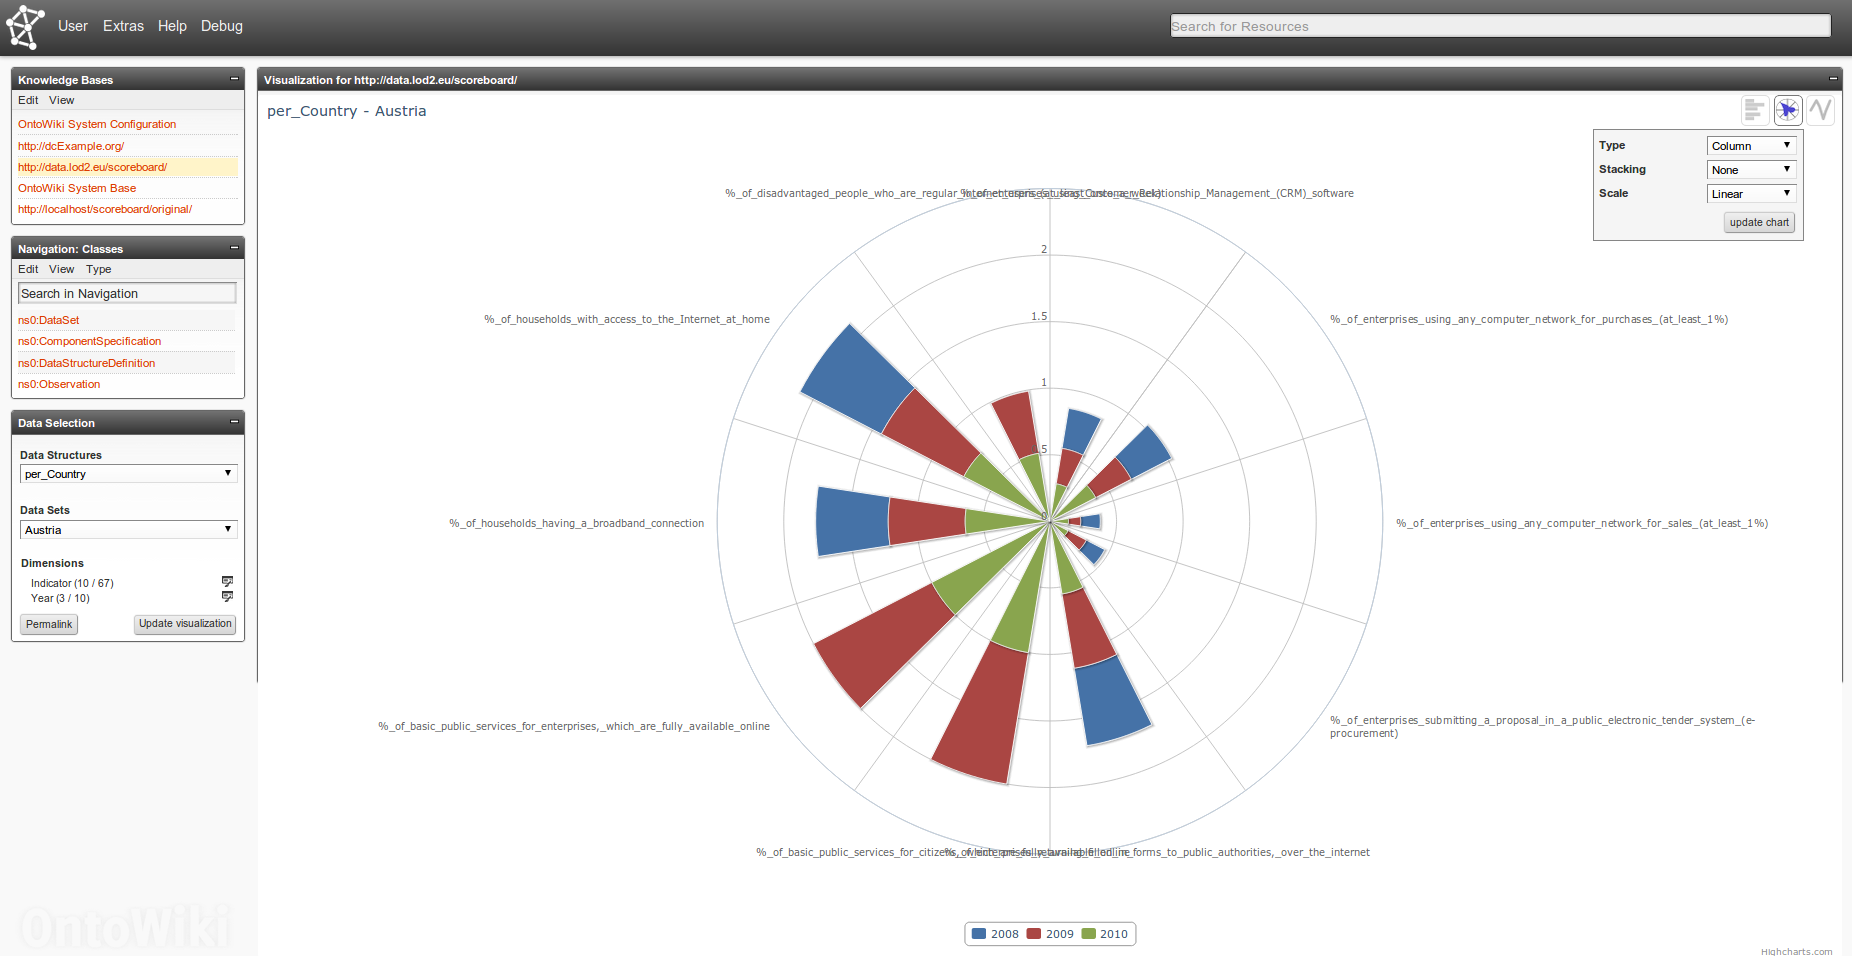 User Extras Help Debug
Search for Resources
Knowledge Bases
Edit View
OntoWiki System Configuration
http://dcExample.org/
http://data.lod2.eu/scoreboard/
OntoWiki System Base
http://localhost/scoreboard/original/
Navigation: Classes
Edit View Type
Search in Navigation
ns0:DataSet
ns0:ComponentSpecification
ns0:DataStructureDefinition
ns0:Observation
Data Selection
Data Structures
per_Country
Data Sets
Austria
Dimensions
Indicator (10 / 67)
Year (3 / 10)
Permalink
Update visualization
OntoWiki
Visualization for http://data.lod2.eu/scoreboard/
per_Country - Austria
Type
Column
Stacking
None
Scale
Linear
update chart
%_of_disadvantaged_people_who_are_regular_
Relationship_Management_(CRM)_software
2
1.5
1
.5
0
%_of_households_with_access_to_the_Internet_at_home
%_of_enterprises_using_any_computer_network_for_purchases_(at_least_1%)
%_of_households_having_a_broadband_connection
%_of_enterprises_using_any_computer_network_for_sales_(at_least_1%)
%_of_basic_public_services_for_enterprises,_which_are_fully_available_online
%_of_enterprises_submitting_a_proposal_in_a_public_electronic_tender_system_(e-
procurement)
%_of_basic_public_services_for_citizens,
forms_to_public_authorities,_over_the_internet
2008 2009 2010
Highcharts.com